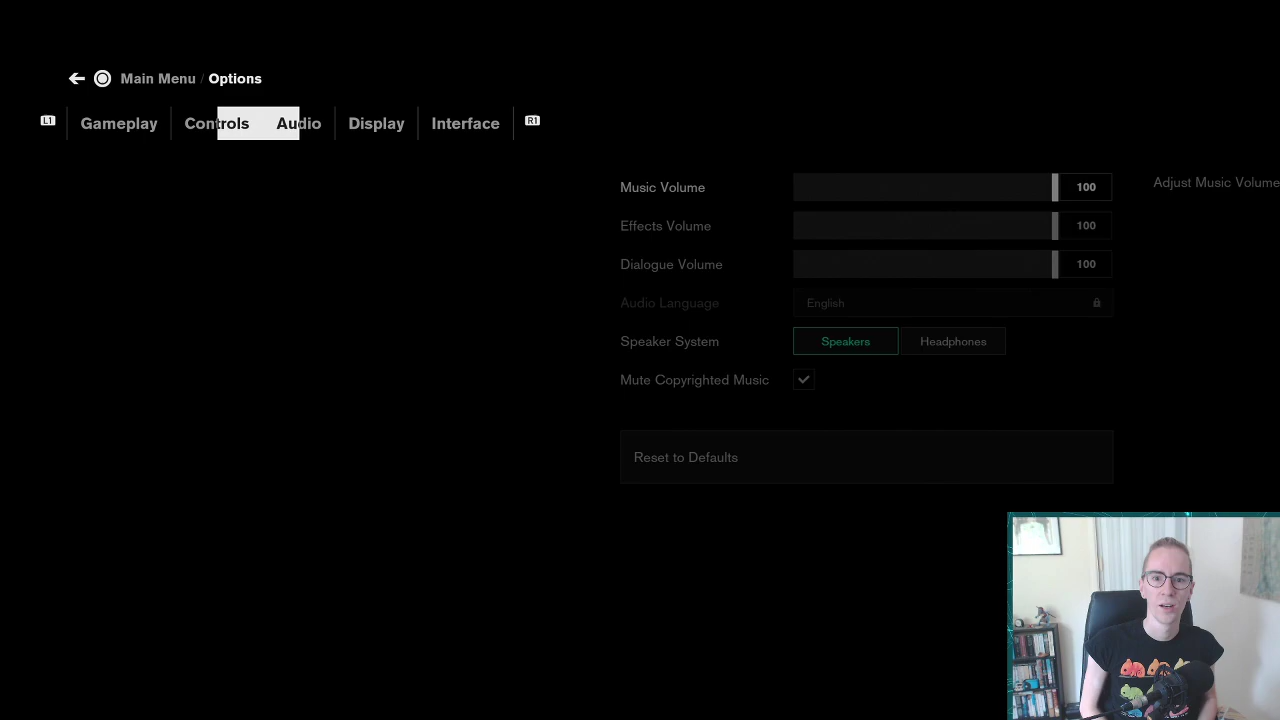 Main Menu / Options
L1 Gameplay Controls Audio Display Interface R1
Music Volume 100 Adjust Music Volume
Effects Volume 100
Dialogue Volume 100
Audio Language English
Speaker System Speakers Headphones
Mute Copyrighted Music
Reset to Defaults